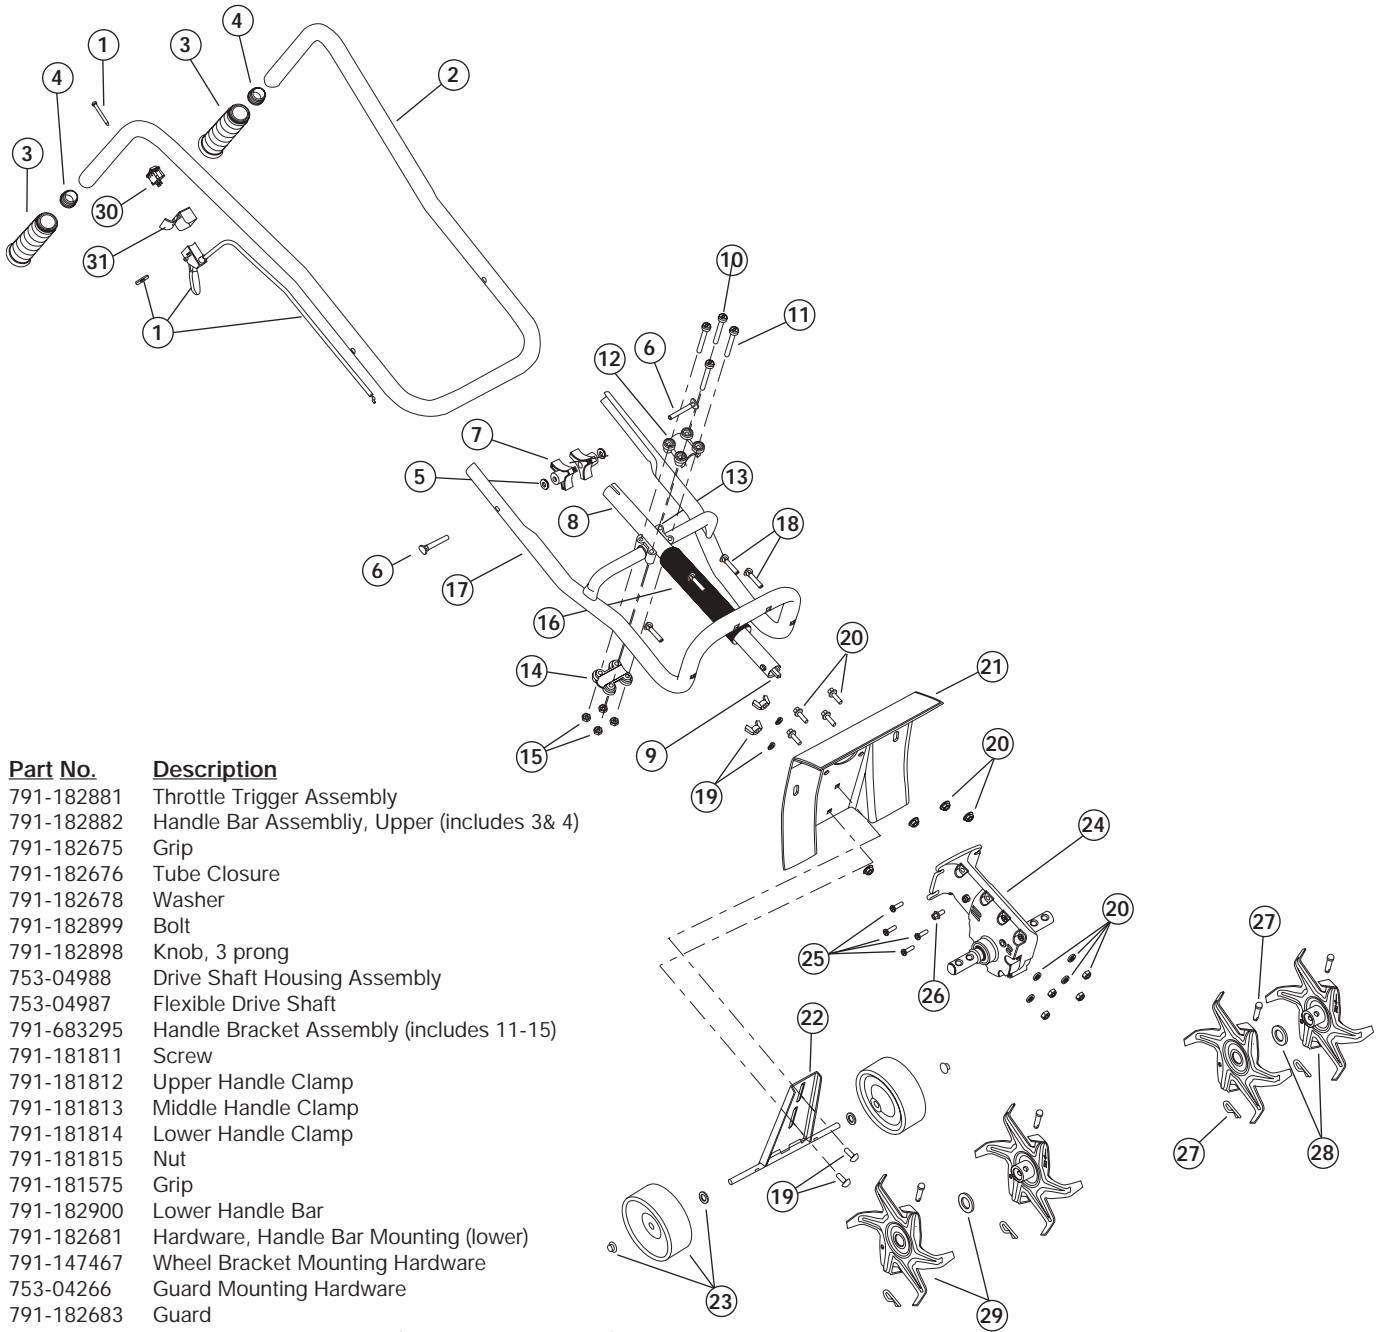 4
1
3
4
2
3
30
31
1
10
11
6
12
7
5
13
8
18
6
17
16
20
14
21
15
9
19
20
24
20
25
27
26
22
27
28
19
23
29
Part No. Description
791-182881 Throttle Trigger Assembly
791-182882 Handle Bar Assembliy, Upper (includes 3& 4)
791-182675 Grip
791-182676 Tube Closure
791-182678 Washer
791-182899 Bolt
791-182898 Knob, 3 prong
753-04988 Drive Shaft Housing Assembly
753-04987 Flexible Drive Shaft
791-683295 Handle Bracket Assembly (includes 11-15)
791-181811 Screw
791-181812 Upper Handle Clamp
791-181813 Middle Handle Clamp
791-181814 Lower Handle Clamp
791-181815 Nut
791-181575 Grip
791-182900 Lower Handle Bar
791-182681 Hardware, Handle Bar Mounting (lower)
791-147467 Wheel Bracket Mounting Hardware
753-04266 Guard Mounting Hardware
791-182683 Guard